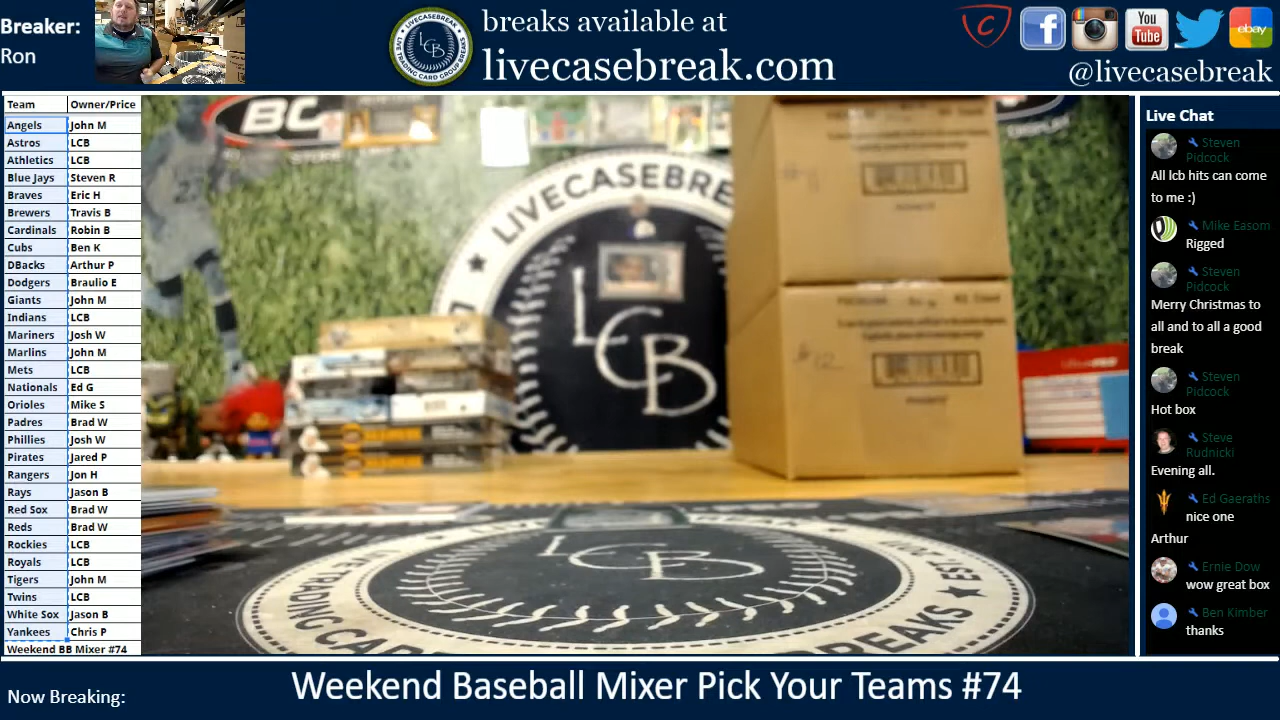 Breaker:
Ron
breaks available at
livecasebreak.com
You
Tube
ebay
@livecasebreak
Team Owner/Price
Angels John M
Astros LCB
Athletics LCB
Blue Jays Steven R
Braves Eric H
Brewers Travis B
Cardinals Robin B
Cubs Ben K
DBacks Arthur P
Dodgers Braulio E
Giants John M
Indians LCB
Mariners Josh W
Marlins John M
Mets LCB
Nationals Ed G
Orioles Mike S
Padres Brad W
Phillies Josh W
Pirates Jared P
Rangers Jon H
Rays Jason B
Red Sox Brad W
Reds Brad W
Rockies LCB
Royals LCB
Tigers John M
Twins LCB
White Sox Jason B
Yankees Chris P
Weekend BB Mixer #74
BC
LIVECASEBRE
LCB
LCB
Live Chat
Steven
Pidcock
All lcb hits can come
to me :)
Mike Easom
Rigged
Steven
Pidcock
Merry Christmas to
all and to all a good
break
Steven
Pidcock
Hot box
Steve
Rudnicki
Evening all.
Ed Gaeraths
nice one
Arthur
Ernie Dow
wow great box
Ben Kimber
thanks
Now Breaking:
Weekend Baseball Mixer Pick Your Teams #74